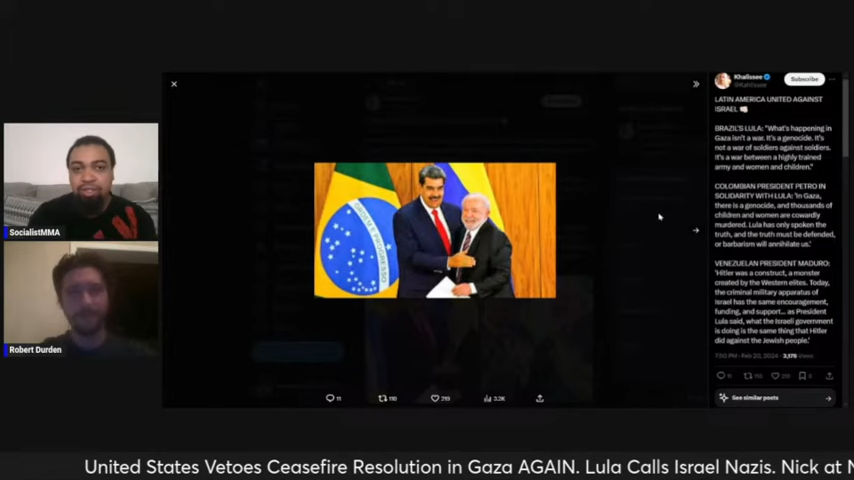 Khalissee
Subscribe
LATIN AMERICA UNITED AGAINST
ISRAEL
BRAZIL'S LULA: "What's happening in
Gaza isn't a war. It's a genocide. It's
not a war of soldiers against soldiers.
It's a war between a highly trained
army and women and children."
COLOMBIAN PRESIDENT PETRO IN
SOLIDARITY WITH LULA: 'In Gaza,
there is a genocide, and thousands of
children and women are cowardly
murdered. Lula has only spoken the
truth, and the truth must be defended,
or barbarism will annihilate us.'
VENEZUELAN PRESIDENT MADURO:
'Hitler was a construct, a monster
created by the Western elites. Today,
the criminal military apparatus of
Israel has the same encouragement,
funding, and support... as President
Lula said, what the Israeli government
is doing is the same thing that Hitler
did against the Jewish people.'
7:50 PM · Feb 20, 2024 · 3,176 Views
See similar posts
SocialistMMA
Robert Durden
ORDEM E PROGRESSO
11
110
3.2K
United States Vetoes Ceasefire Resolution in Gaza AGAIN. Lula Calls Israel Nazis. Nick at N